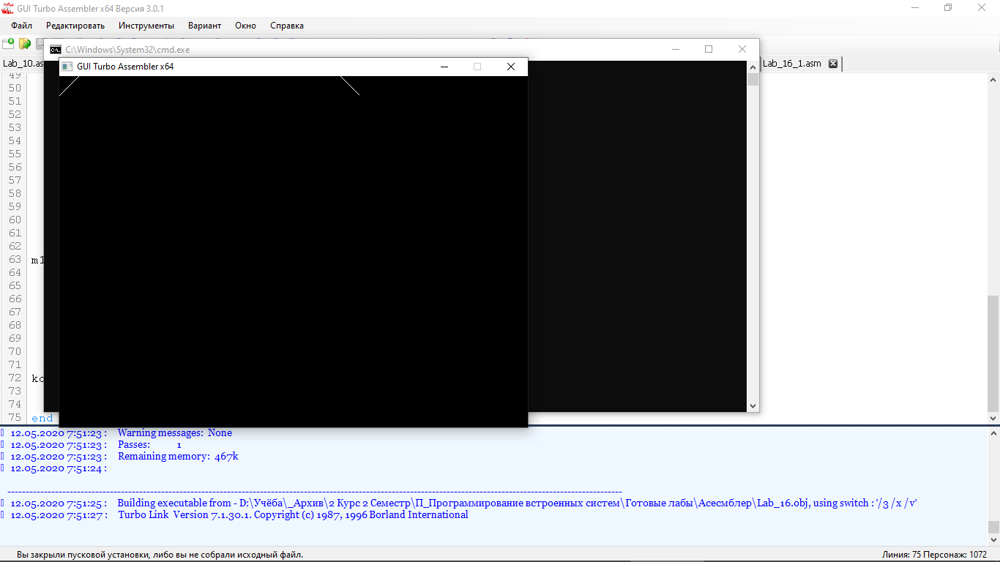 GUI Turbo Assembler x64 Версия 3.0.1
Файл Редактировать Инструменты Вариант Окно Справка
C:\Windows\System32\cmd.exe
Lab_10.as Lab_16_1.asm
GUI Turbo Assembler x64
49
50
51
52
53
54
55
56
57
58
59
60
61
62
63 m1
64
65
66
67
68
69
70
71
72 ko
73
74
75 end
12.05.2020 7:51:23 : Warning messages: None
12.05.2020 7:51:23 : Passes: 1
12.05.2020 7:51:23 : Remaining memory: 467k
12.05.2020 7:51:24 :
12.05.2020 7:51:25 : Building executable from - D:\Учёба\_Архив\2 Курс 2 Семестр\П_Программирование встроенных систем\Готовые лабы\Асесмблер\Lab_16.obj, using switch : '/3 /x /v'
12.05.2020 7:51:27 : Turbo Link Version 7.1.30.1. Copyright (c) 1987, 1996 Borland International
Вы закрыли пусковой установки, либо вы не собрали исходный файл. Линия: 75 Персонаж: 1072